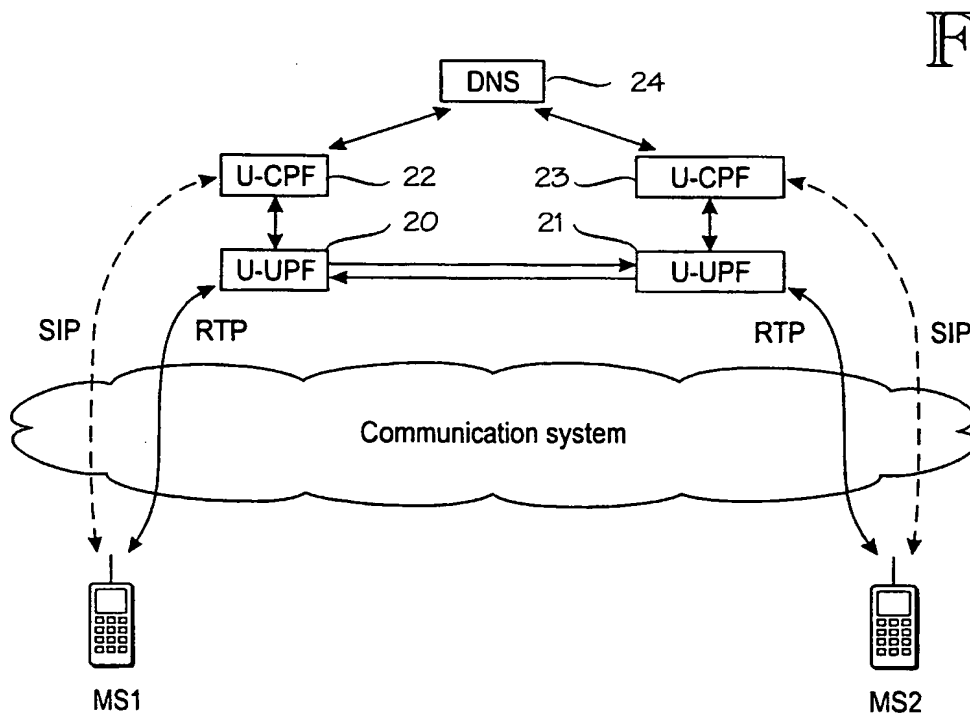 F
DNS 24
U-CPF 22 23 U-CPF
20 21
U-UPF U-UPF
SIP RTP RTP SIP
Communication system
MS1 MS2